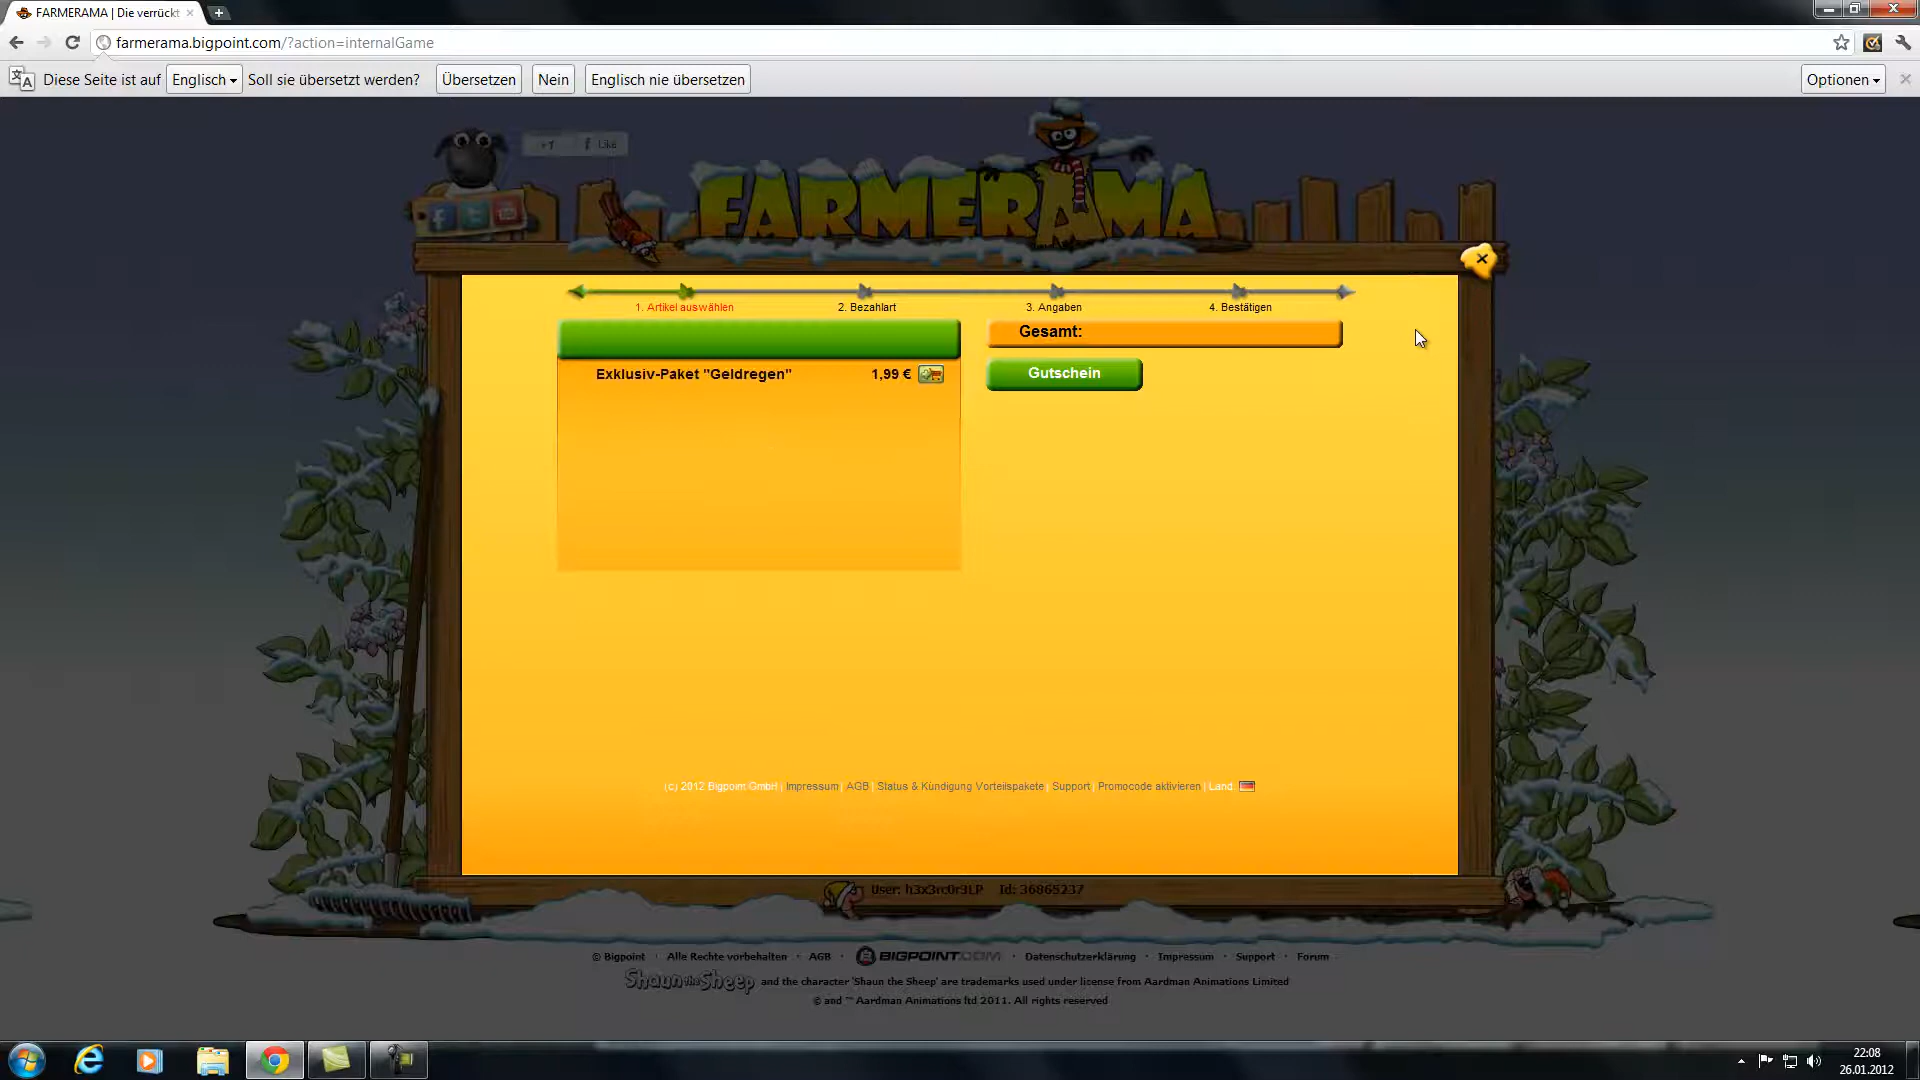 FARMERAMA | Die verrückt
farmerama.bigpoint.com/?action=internalGame
Diese Seite ist auf Englisch Soll sie übersetzt werden? Übersetzen Nein Englisch nie übersetzen Optionen
+1 Like
FARMERAMA
1. Artikel auswählen 2. Bezahlart 3. Angaben 4. Bestätigen
Gesamt:
Exklusiv-Paket "Geldregen" 1,99 €
Gutschein
(c) 2012 Bigpoint GmbH | Impressum | AGB | Status & Kündigung Vorteilspakete | Support | Promocode aktivieren | Land:
User: h3x3rc0r3LP Id: 36865237
© Bigpoint · Alle Rechte vorbehalten · AGB · BIGPOINT.COM · Datenschutzerklärung · Impressum · Support · Forum
Shaun the Sheep and the character 'Shaun the Sheep' are trademarks used under license from Aardman Animations Limited
© and ™ Aardman Animations ltd 2011. All rights reserved
22:08
26.01.2012